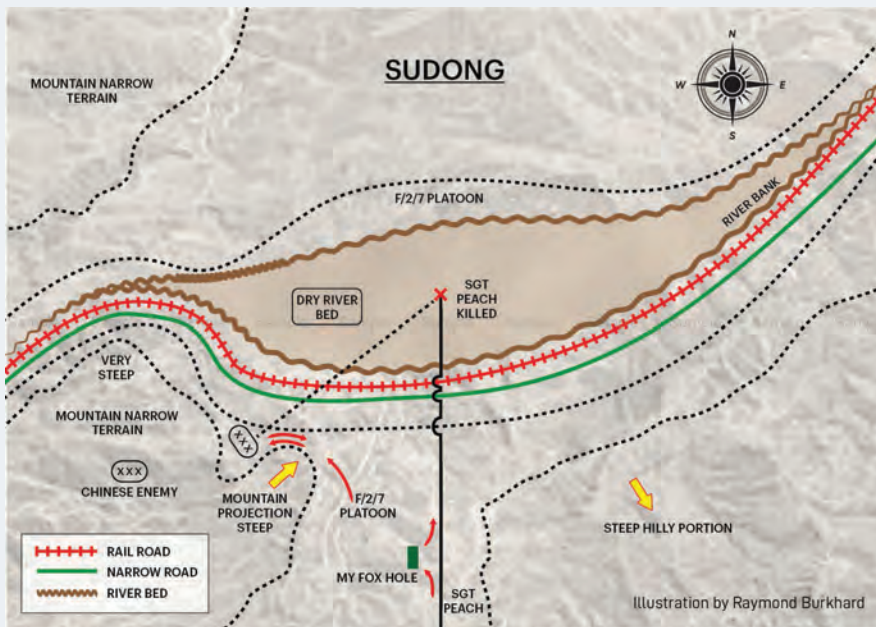 SUDONG
N
W
E
S
MOUNTAIN NARROW
TERRAIN
F/2/7 PLATOON
RIVER BANK
DRY RIVER
BED
SGT
PEACH
KILLED
VERY
STEEP
MOUNTAIN NARROW
TERRAIN
XXX
XXX
CHINESE ENEMY
MOUNTAIN
PROJECTION
STEEP
F/2/7
PLATOON
STEEP HILLY PORTION
MY FOX HOLE
SGT
PEACH
RAIL ROAD
NARROW ROAD
RIVER BED
Illustration by Raymond Burkhard